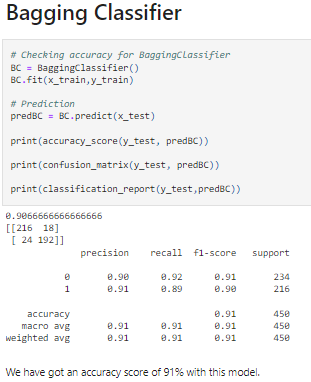 Bagging Classifier
# Checking accuracy for BaggingClassifier
BC = BaggingClassifier()
BC.fit(x_train,y_train)
# Prediction
predBC = BC.predict(x_test)
print(accuracy_score(y_test, predBC))
print(confusion_matrix(y_test, predBC))
print(classification_report(y_test,predBC))
0.9066666666666666
[[216 18]
[ 24 192]]
precision recall f1-score support
0 0.90 0.92 0.91 234
1 0.91 0.89 0.90 216
accuracy 0.91 450
macro avg 0.91 0.91 0.91 450
weighted avg 0.91 0.91 0.91 450
We have got an accuracy score of 91% with this model.